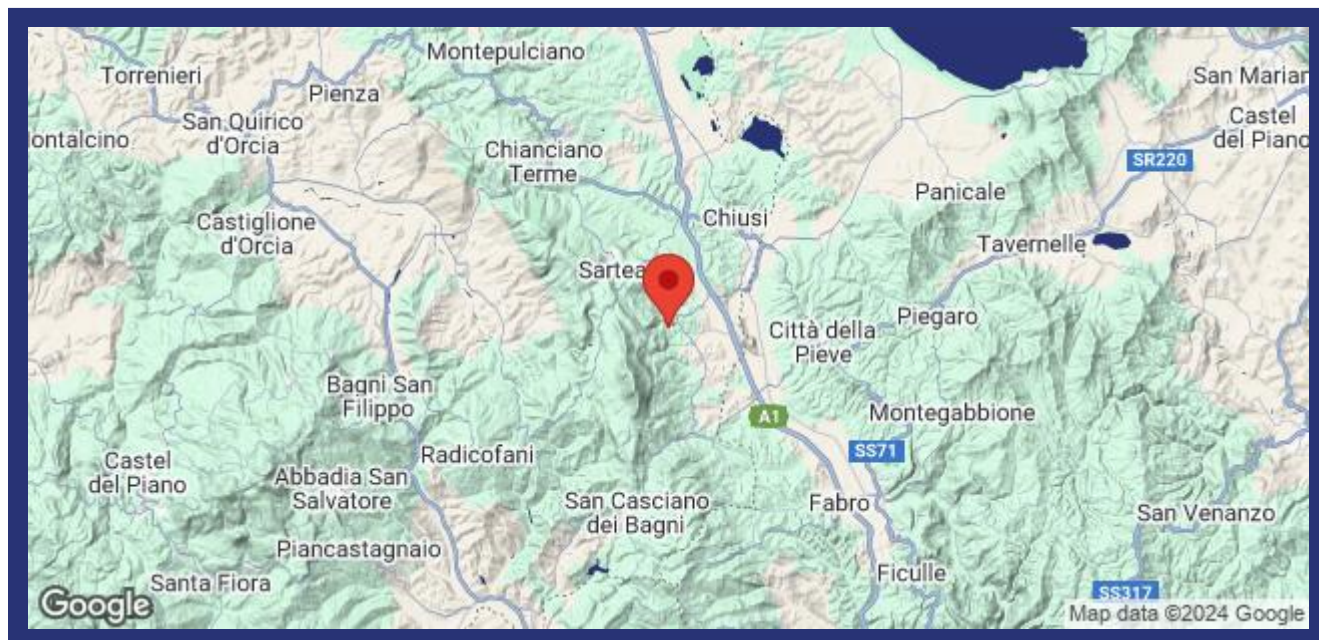 Montepulciano
Torrenieri
San Marian
Pienza
Castel
del Piano
San Quirico
d'Orcia
ontalcino
Chianciano
Terme
SR220
Panicale
Castiglione
d'Orcia
Chiusi
Tavernelle
Sartea
Piegaro
Città della
Pieve
Bagni San
Filippo
Montegabbione
A1
SS71
Radicofani
Castel
del Piano
Abbadia San
Salvatore
San Casciano
dei Bagni
Fabro
San Venanzo
Piancastagnaio
Santa Fiora
Ficulle
SS317
Google
Map data ©2024 Google